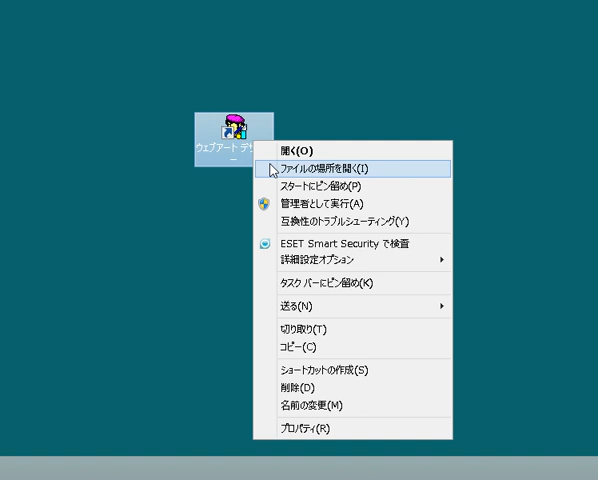 ウェブアート デザ
ー
開く(O)
ファイルの場所を開く(I)
スタートにピン留め(P)
管理者として実行(A)
互換性のトラブルシューティング(Y)
ESET Smart Security で検査
詳細設定オプション
タスク バーにピン留め(K)
送る(N)
切り取り(T)
コピー(C)
ショートカットの作成(S)
削除(D)
名前の変更(M)
プロパティ(R)